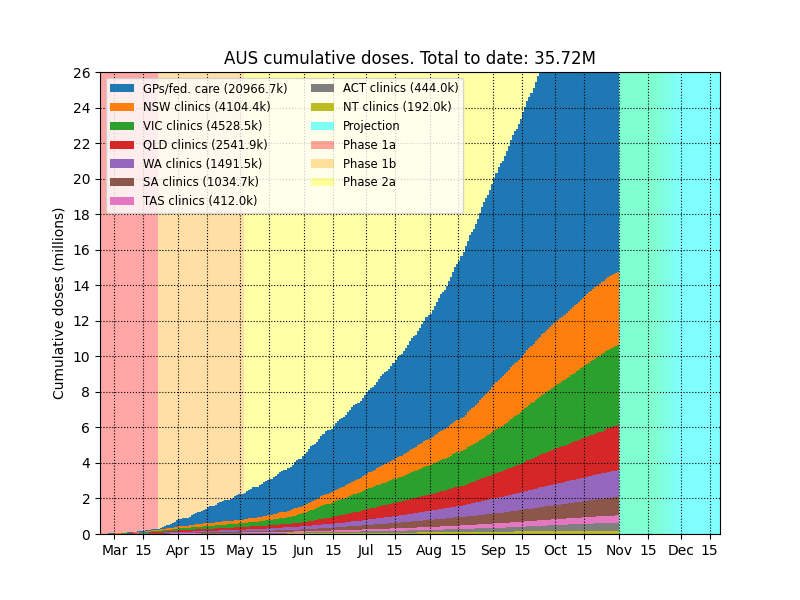 AUS cumulative doses. Total to date: 35.72M
Cumulative doses (millions)
26
24
22
20
18
16
14
12
10
8
6
4
2
0
GPs/fed. care (20966.7k)
NSW clinics (4104.4k)
VIC clinics (4528.5k)
QLD clinics (2541.9k)
WA clinics (1491.5k)
SA clinics (1034.7k)
TAS clinics (412.0k)
ACT clinics (444.0k)
NT clinics (192.0k)
Projection
Phase 1a
Phase 1b
Phase 2a
Mar 15 Apr 15 May 15 Jun 15 Jul 15 Aug 15 Sep 15 Oct 15 Nov 15 Dec 15